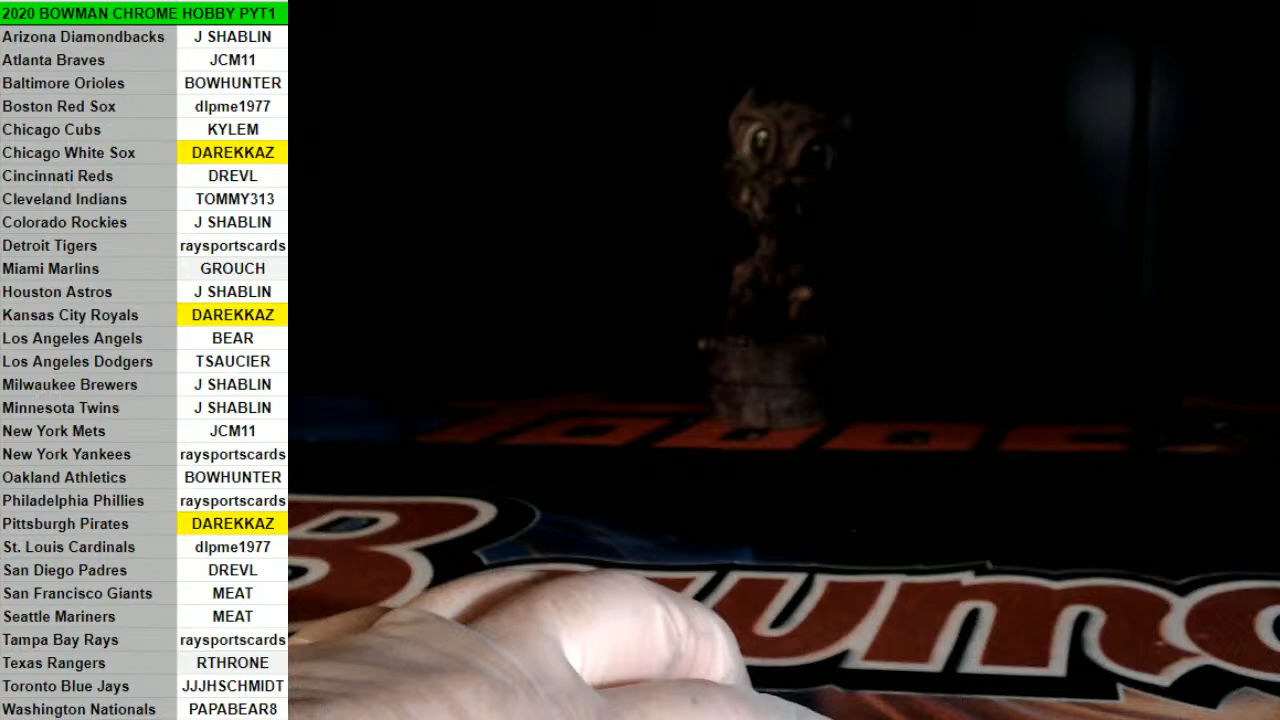 2020 BOWMAN CHROME HOBBY PYT1
Arizona Diamondbacks J SHABLIN
Atlanta Braves JCM11
Baltimore Orioles BOWHUNTER
Boston Red Sox dlpme1977
Chicago Cubs KYLEM
Chicago White Sox DAREKKAZ
Cincinnati Reds DREVL
Cleveland Indians TOMMY313
Colorado Rockies J SHABLIN
Detroit Tigers raysportscards
Miami Marlins GROUCH
Houston Astros J SHABLIN
Kansas City Royals DAREKKAZ
Los Angeles Angels BEAR
Los Angeles Dodgers TSAUCIER
Milwaukee Brewers J SHABLIN
Minnesota Twins J SHABLIN
New York Mets JCM11
New York Yankees raysportscards
Oakland Athletics BOWHUNTER
Philadelphia Phillies raysportscards
Pittsburgh Pirates DAREKKAZ
St. Louis Cardinals dlpme1977
San Diego Padres DREVL
San Francisco Giants MEAT
Seattle Mariners MEAT
Tampa Bay Rays raysportscards
Texas Rangers RTHRONE
Toronto Blue Jays JJJHSCHMIDT
Washington Nationals PAPABEAR8